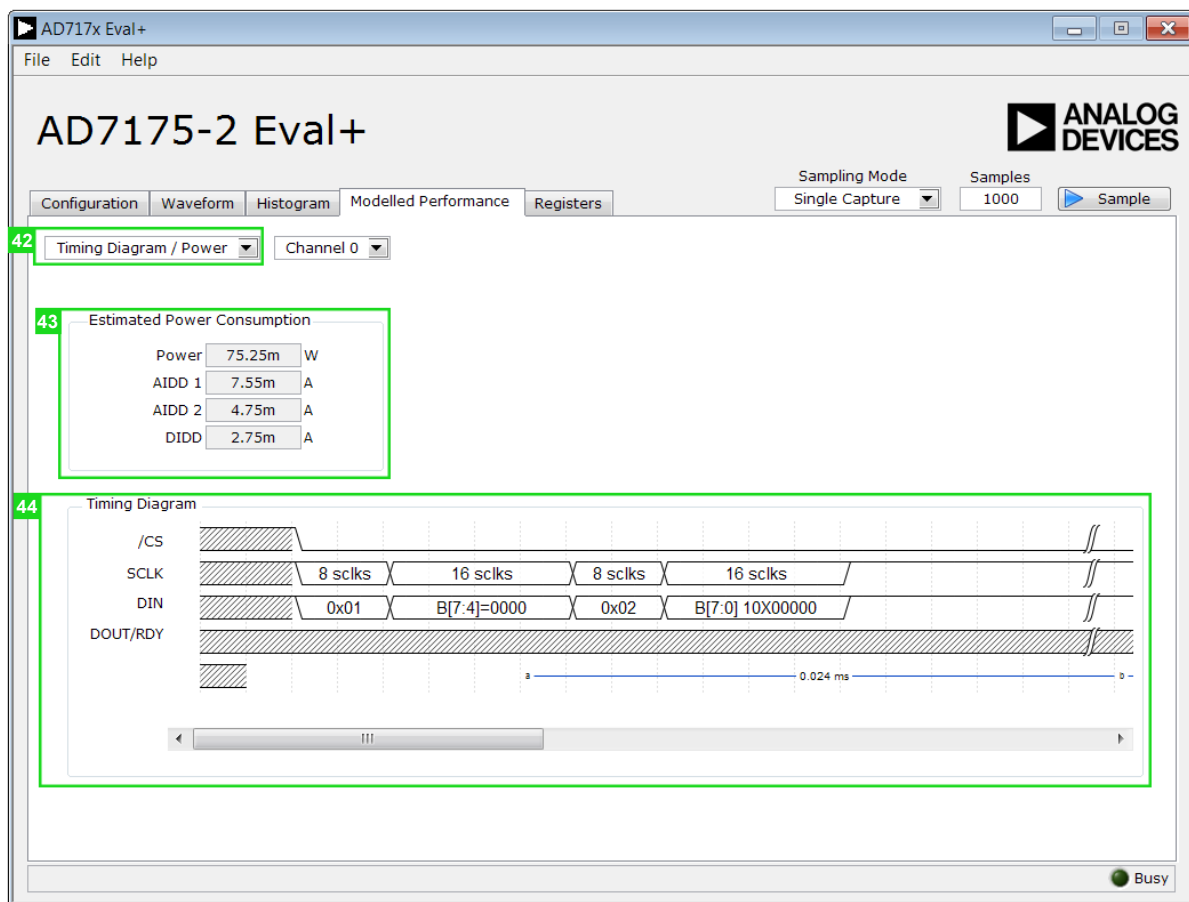 AD717x Eval+
File Edit Help
AD7175-2 Eval+
ANALOG
DEVICES
Sampling Mode Samples
Single Capture 1000 Sample
Configuration Waveform Histogram Modelled Performance Registers
42 Timing Diagram / Power Channel 0
43 Estimated Power Consumption
Power 75.25m W
AIDD 1 7.55m A
AIDD 2 4.75m A
DIDD 2.75m A
44 Timing Diagram
/CS
SCLK 8 sclks 16 sclks 8 sclks 16 sclks
DIN 0x01 B[7:4]=0000 0x02 B[7:0] 10X00000
DOUT/RDY
a 0.024 ms b
Busy